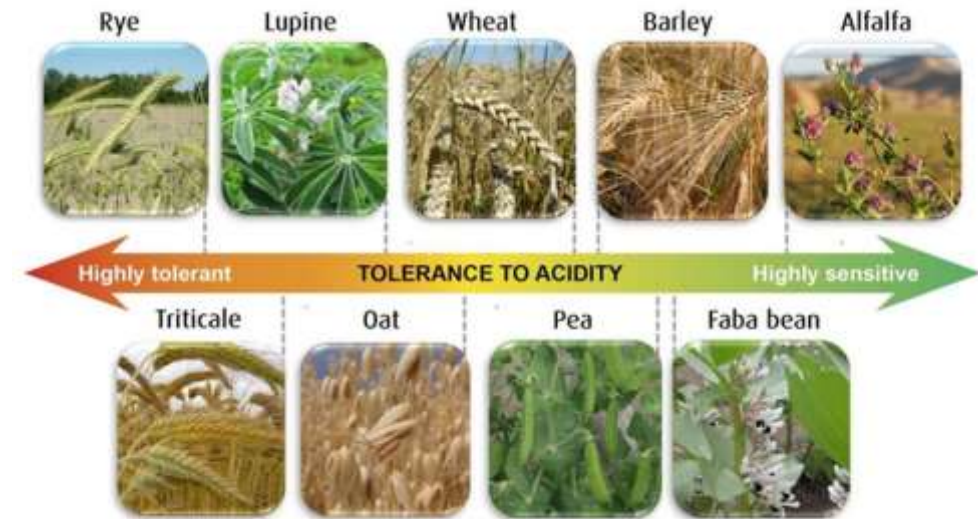 Rye Lupine Wheat Barley Alfalfa
Highly tolerant TOLERANCE TO ACIDITY Highly sensitive
Triticale Oat Pea Faba bean